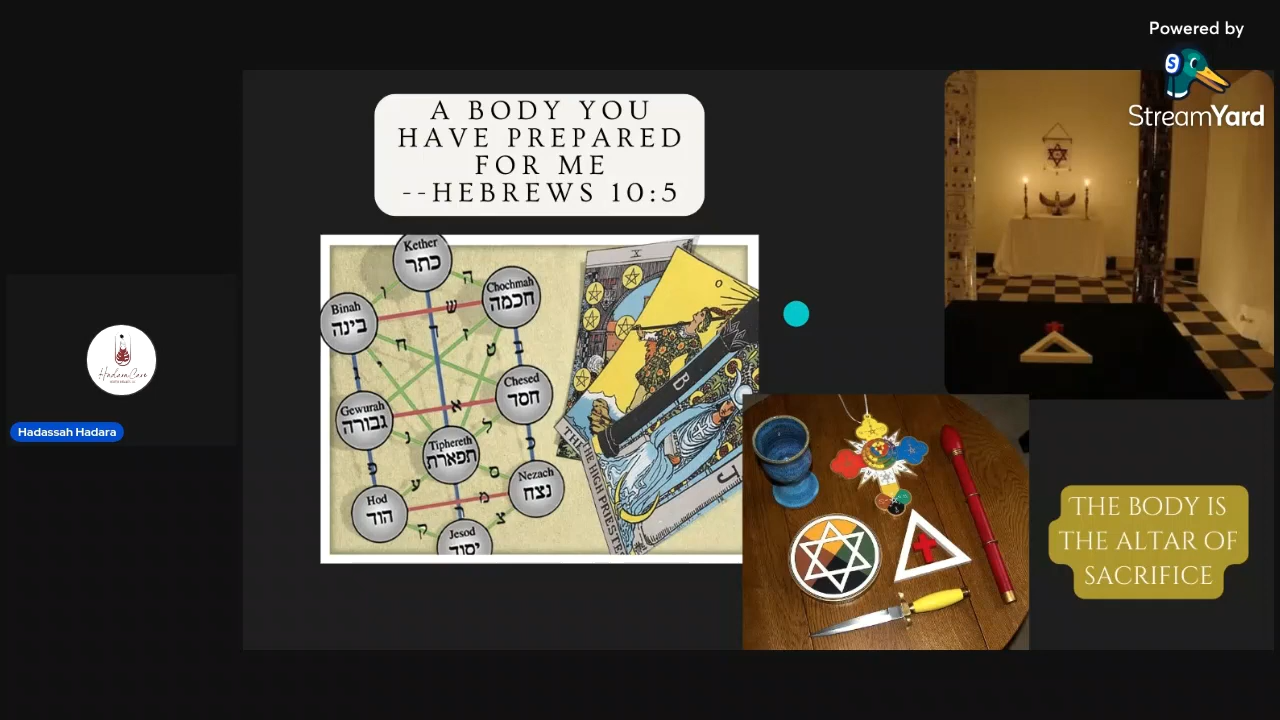 Powered by
StreamYard
A BODY YOU
HAVE PREPARED
FOR ME
--HEBREWS 10:5
Kether
כתר
Chochmah
חכמה
Binah
בינה
Chesed
חסד
Gewurah
גבורה
Tiphereth
תפארת
Nezach
נצח
Hod
הוד
Jesod
יסוד
ה
ו
ש
ד
ז
ח
ט
ב
י
א
ל
נ
כ
פ
ס
ע
מ
ק
צ
X
0
B
J
THE HIGH PRIESTE
Hadassah Hadara
THE BODY IS
THE ALTAR OF
SACRIFICE